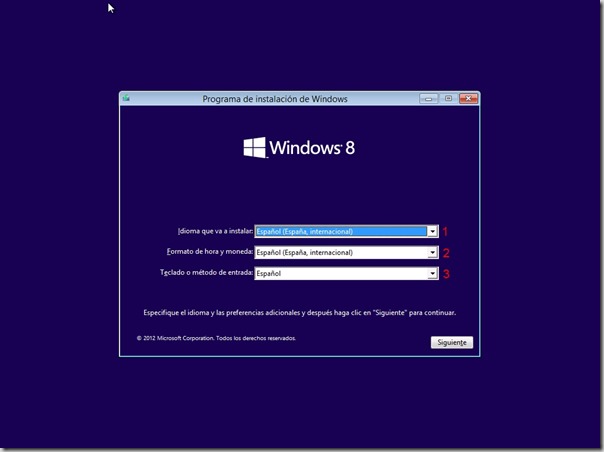 Programa de instalación de Windows
Windows 8
Idioma que va a instalar: Español (España, internacional) 1
Formato de hora y moneda: Español (España, internacional) 2
Teclado o método de entrada: Español 3
Especifique el idioma y las preferencias adicionales y después haga clic en "Siguiente" para continuar.
© 2012 Microsoft Corporation. Todos los derechos reservados.
Siguiente